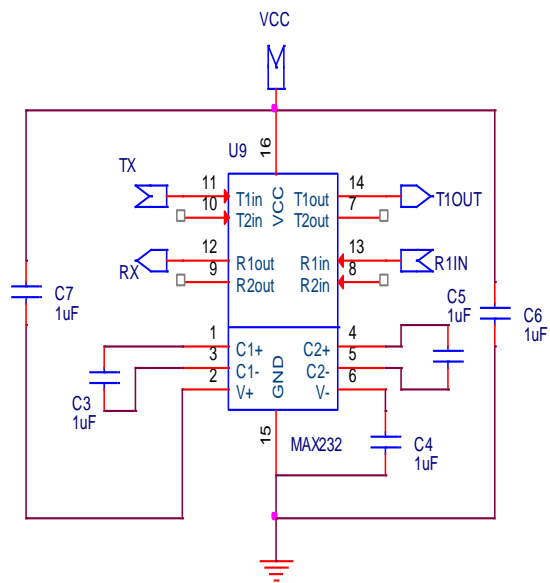 VCC
U9
16
TX
11
T1in
VCC
T1out
14
T1OUT
10
T2in
T2out
7
12
R1out
R1in
13
RX
9
R2out
R2in
8
R1IN
C7
1uF
C5
1uF
C6
1uF
1
C1+
C2+
4
3
C1-
GND
C2-
5
2
V+
V-
6
C3
1uF
15
MAX232
C4
1uF